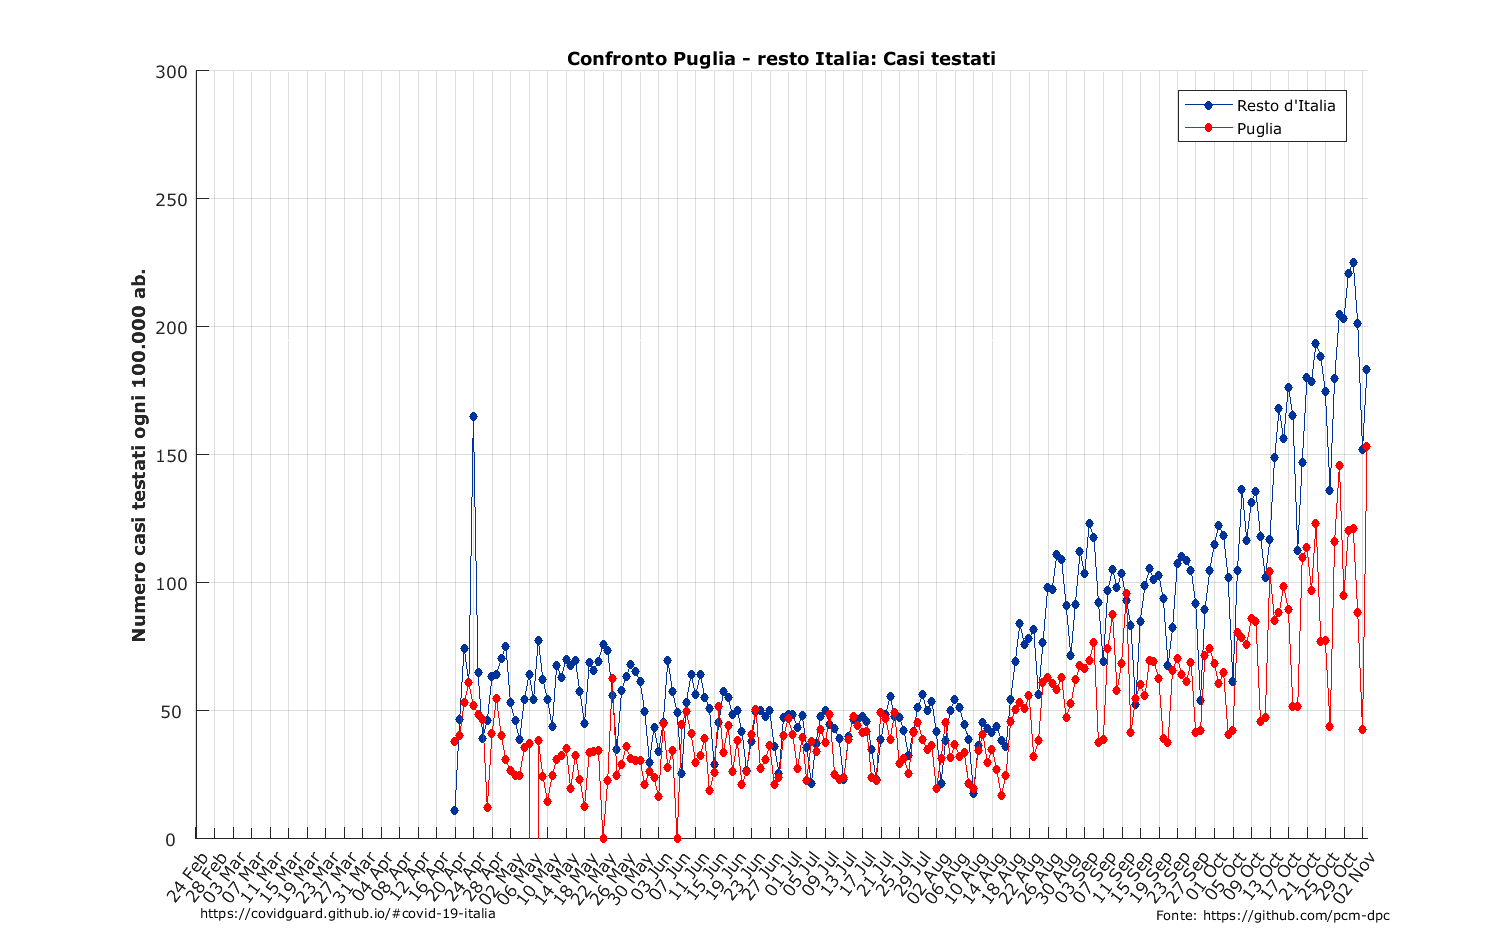 Confronto Puglia - resto Italia: Casi testati
Resto d'Italia
Puglia
Numero casi testati ogni 100.000 ab.
300
250
200
150
100
50
0
24 Feb
28 Feb
03 Mar
07 Mar
11 Mar
15 Mar
19 Mar
23 Mar
27 Mar
31 Mar
04 Apr
08 Apr
12 Apr
16 Apr
20 Apr
24 Apr
28 Apr
02 May
06 May
10 May
14 May
18 May
22 May
26 May
30 May
03 Jun
07 Jun
11 Jun
15 Jun
19 Jun
23 Jun
27 Jun
01 Jul
05 Jul
09 Jul
13 Jul
17 Jul
21 Jul
25 Jul
29 Jul
02 Aug
06 Aug
10 Aug
14 Aug
18 Aug
22 Aug
26 Aug
30 Aug
03 Sep
07 Sep
11 Sep
15 Sep
19 Sep
23 Sep
27 Sep
01 Oct
05 Oct
09 Oct
13 Oct
17 Oct
21 Oct
25 Oct
29 Oct
02 Nov
https://covidguard.github.io/#covid-19-italia
Fonte: https://github.com/pcm-dpc